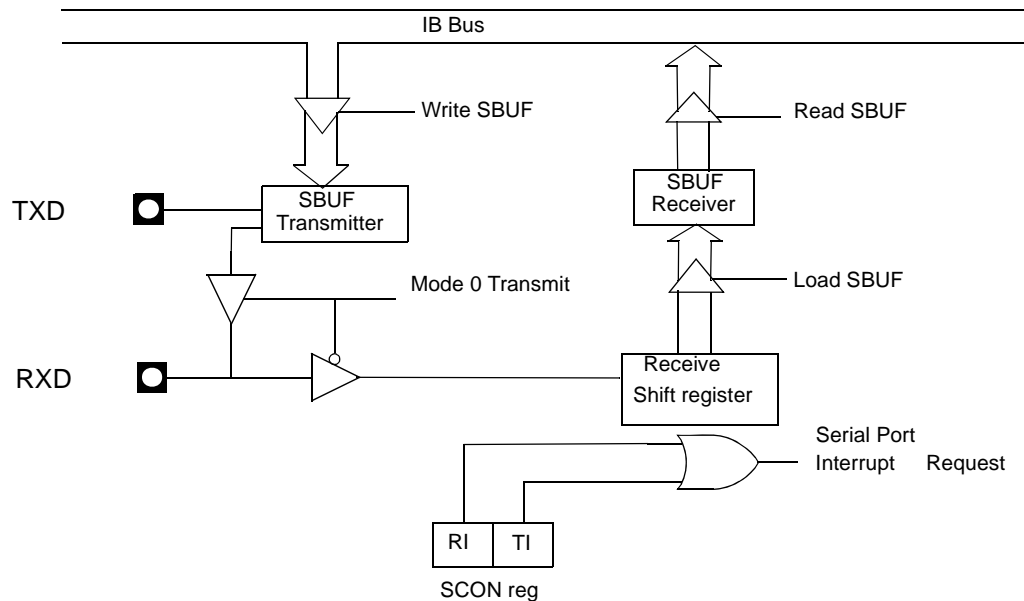 IB Bus
Write SBUF
Read SBUF
TXD
SBUF
Transmitter
SBUF
Receiver
Mode 0 Transmit
Load SBUF
RXD
Receive
Shift register
Serial Port
Interrupt Request
RI
TI
SCON reg